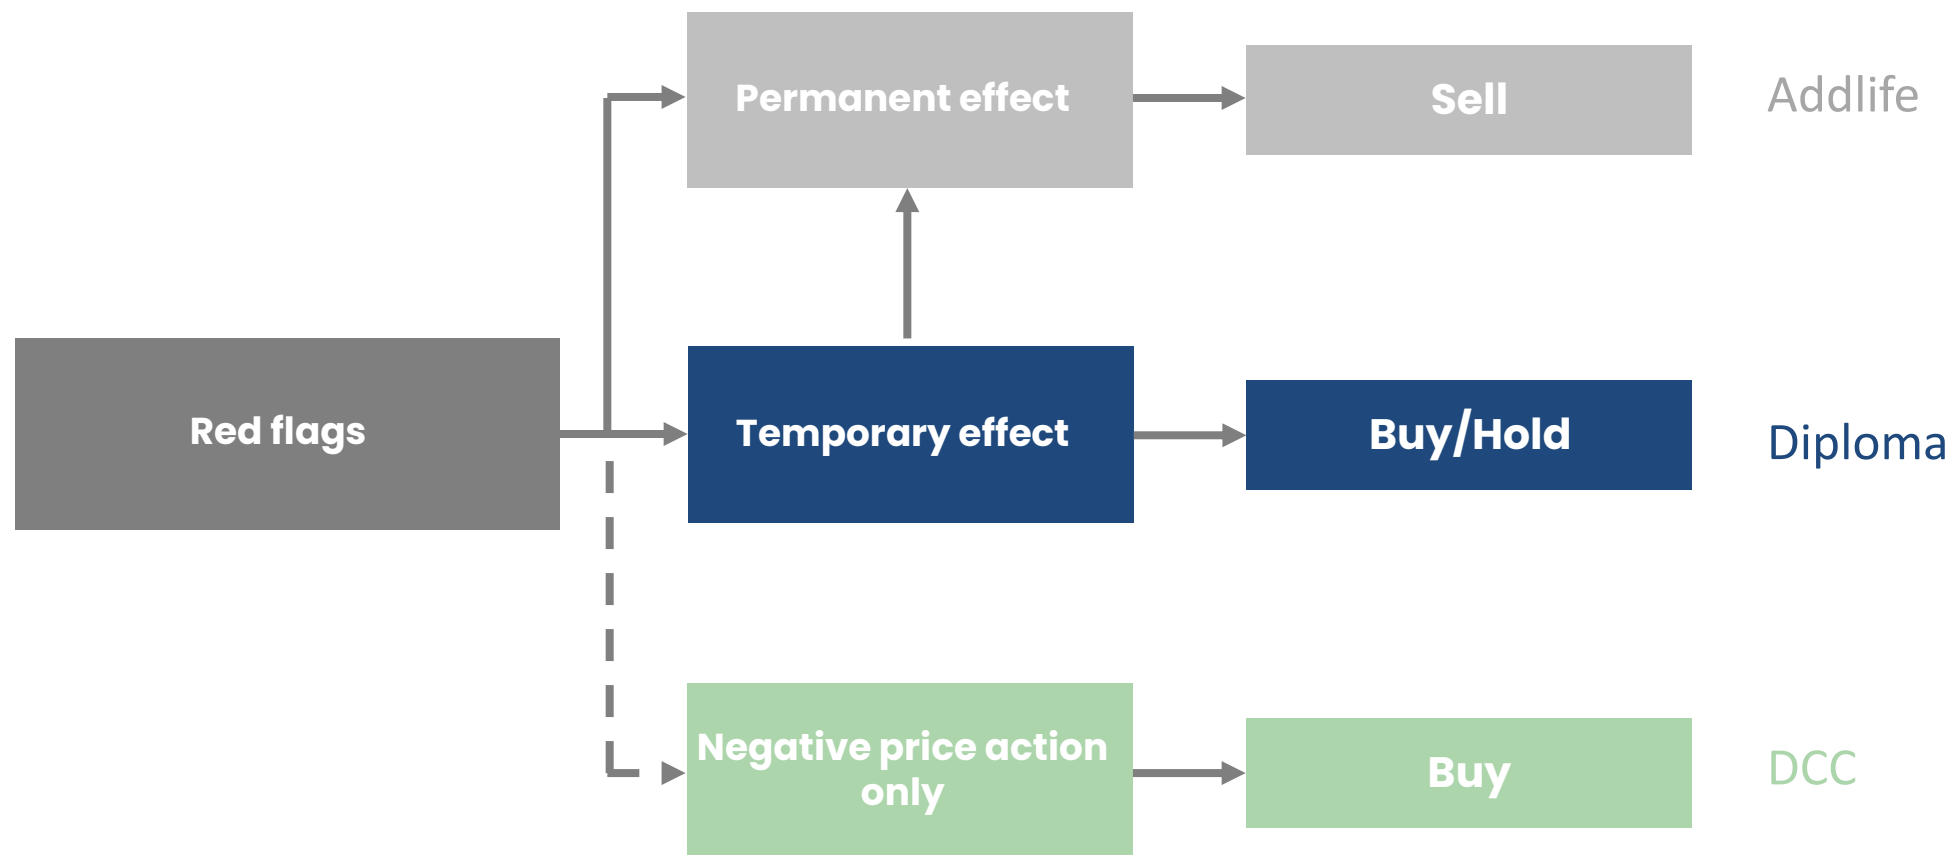 Permanent effect
Sell
Addlife
Red flags
Temporary effect
Buy/Hold
Diploma
Negative price action
only
Buy
DCC